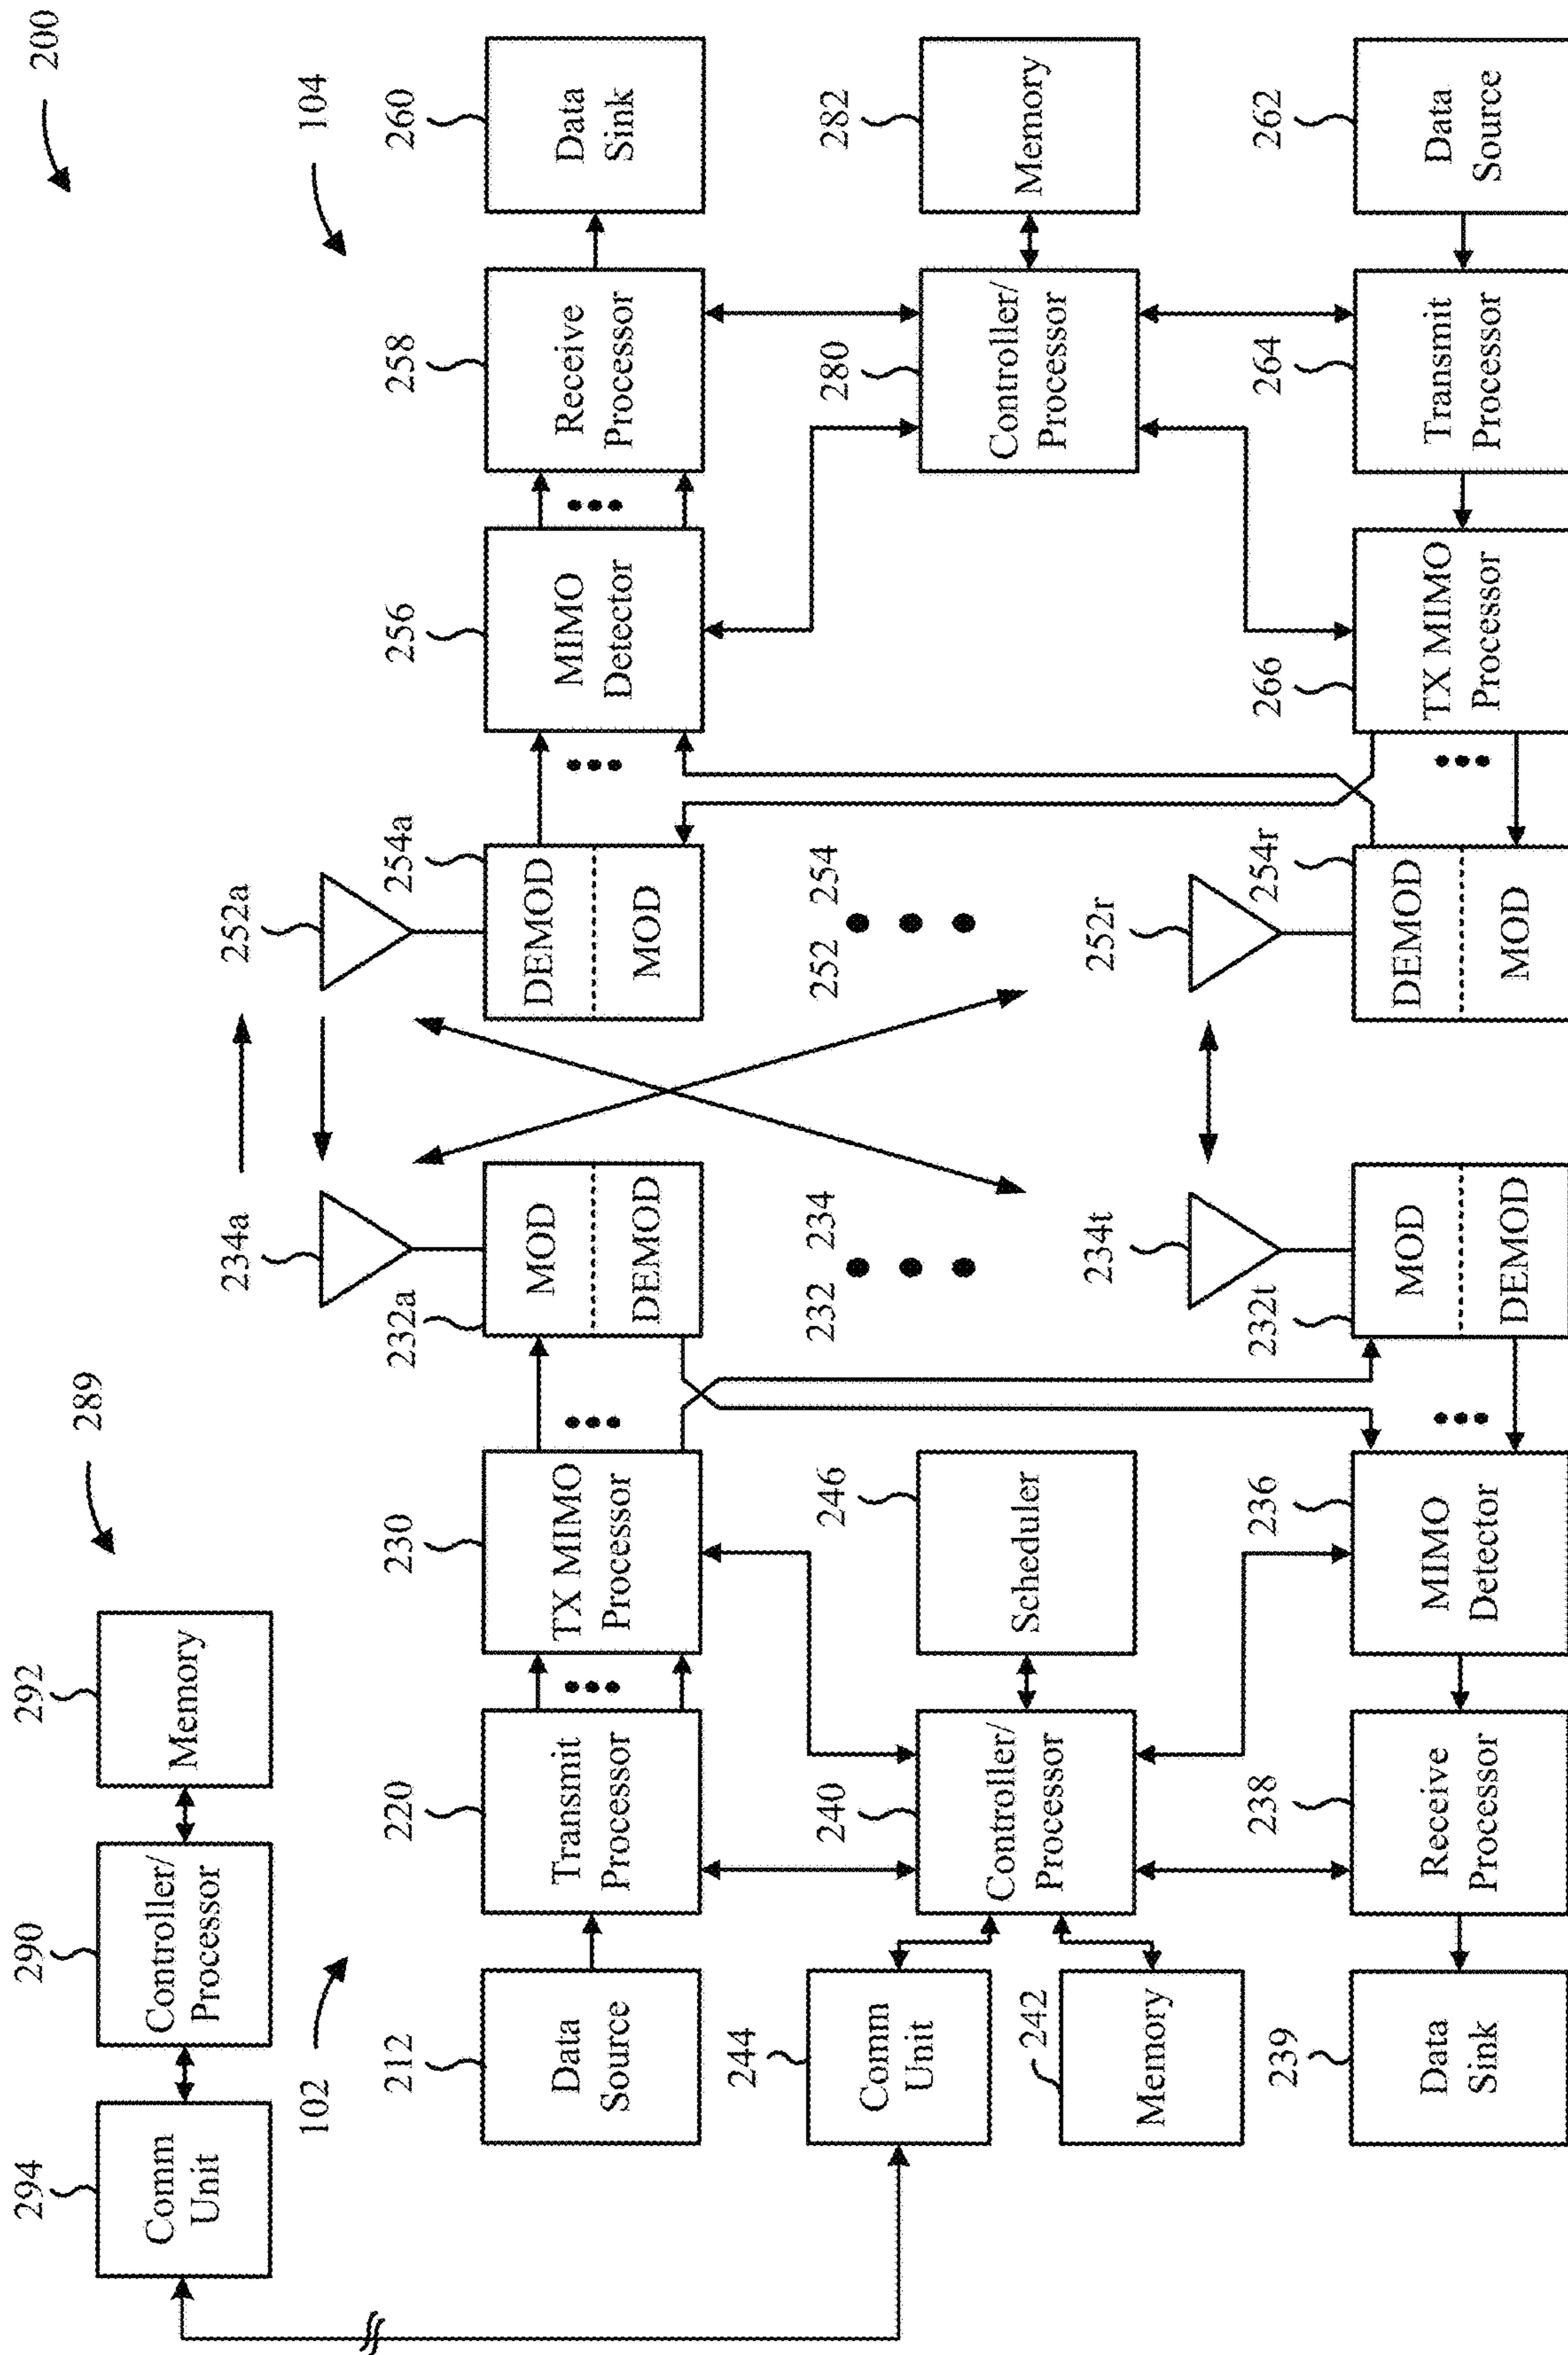 200
289
104
102
294
Comm
Unit
290
Controller/
Processor
292
Memory
234a
252a
212
Data
Source
220
Transmit
Processor
230
TX MIMO
Processor
232a
MOD
DEMOD
254a
DEMOD
MOD
256
MIMO
Detector
258
Receive
Processor
260
Data
Sink
244
Comm
Unit
242
Memory
240
Controller/
Processor
246
Scheduler
232 234
252 254
280
Controller/
Processor
282
Memory
234t
252r
239
Data
Sink
238
Receive
Processor
236
MIMO
Detector
232t
MOD
DEMOD
254r
DEMOD
MOD
266
TX MIMO
Processor
264
Transmit
Processor
262
Data
Source